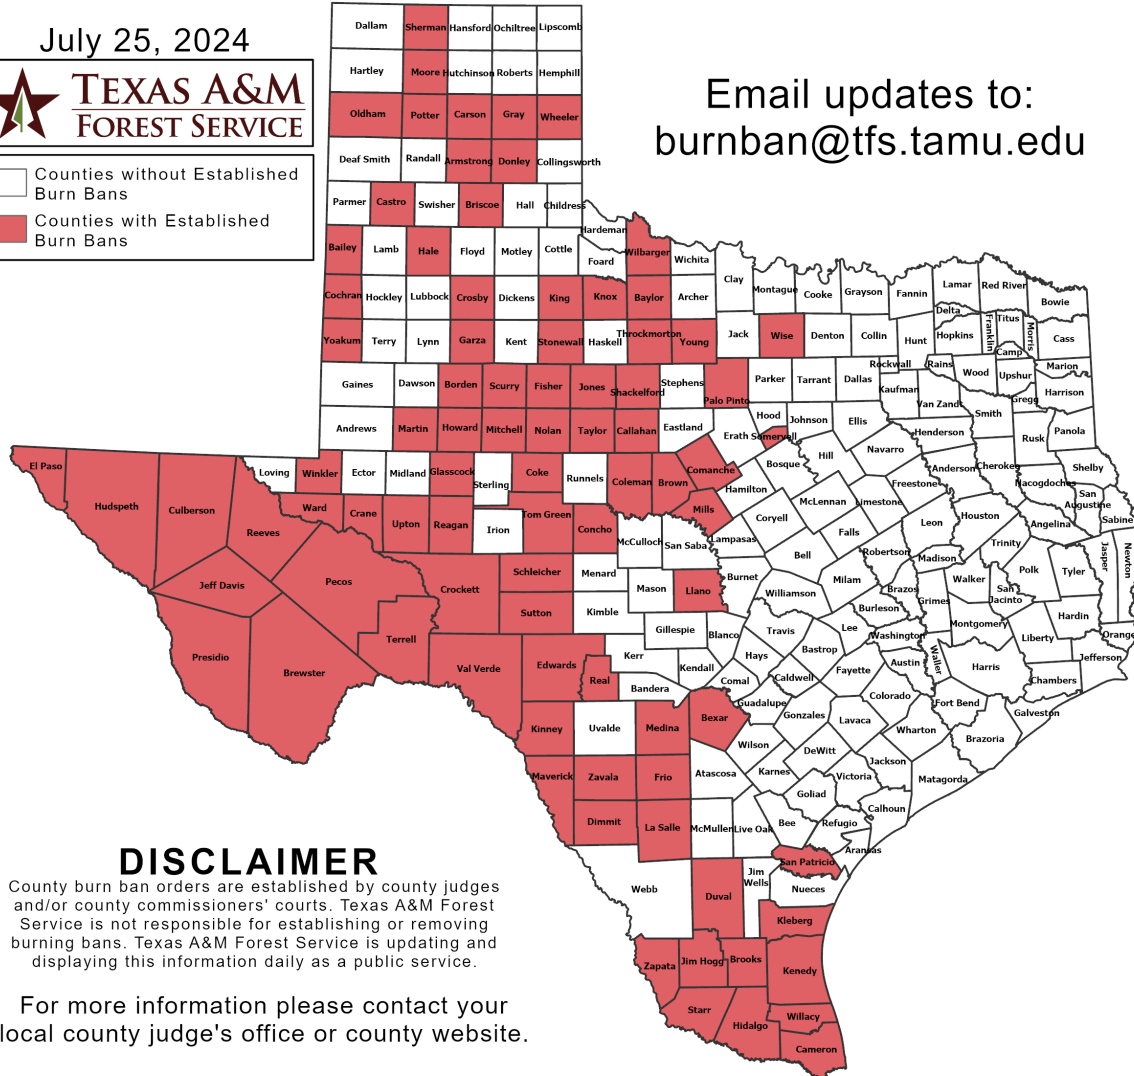 July 25, 2024
TEXAS A&M
FOREST SERVICE
Counties without Established
Burn Bans
Counties with Established
Burn Bans
Email updates to:
burnban@tfs.tamu.edu
Dallam Sherman Hansford Ochiltree Lipscomb
Hartley Moore Hutchinson Roberts Hemphill
Oldham Potter Carson Gray Wheeler
Deaf Smith Randall Armstrong Donley Collingsworth
Parmer Castro Swisher Briscoe Hall Childress
Hardeman
Bailey Lamb Hale Floyd Motley Cottle Foard Wilbarger Wichita
Clay Montague Cooke Grayson Fannin Lamar Red River Bowie
Cochran Hockley Lubbock Crosby Dickens King Knox Baylor Archer
Delta Titus Franklin Morris
Yoakum Terry Lynn Garza Kent Stonewall Haskell Throckmorton Young Jack Wise Denton Collin Hunt Hopkins Cass
Camp
Rockwall Rains Wood Upshur Marion
Gaines Dawson Borden Scurry Fisher Jones Shackelford Stephens Palo Pinto Parker Tarrant Dallas Kaufman Van Zandt Gregg Harrison
Smith
Andrews Martin Howard Mitchell Nolan Taylor Callahan Eastland Erath Hood Somervell Johnson Ellis Henderson Rusk Panola
El Paso Hudspeth Culberson Reeves Loving Winkler Ector Midland Glasscock Sterling Coke Runnels Coleman Brown Comanche Hamilton Bosque Hill Navarro Anderson Cherokee Nacogdoches Shelby
San
Augustine
Sabine
Ward Crane Upton Reagan Irion Tom Green Concho Mills McLennan Limestone Freestone
Coryell Falls Leon Houston Angelina
McCulloch San Saba Lampasas Bell Robertson Madison Trinity Jasper Newton
Jeff Davis Pecos Crockett Schleicher Menard Mason Llano Burnet Williamson Milam Brazos Grimes Walker San
Jacinto Polk Tyler
Sutton Kimble Burleson Montgomery Hardin
Terrell Gillespie Blanco Travis Lee Washington Liberty Orange
Presidio Brewster Val Verde Edwards Real Kerr Kendall Hays Bastrop Austin Waller Harris Jefferson
Bandera Comal Caldwell Fayette Chambers
Guadalupe Colorado Fort Bend Galveston
Kinney Uvalde Medina Bexar Gonzales Lavaca Wharton Brazoria
Wilson DeWitt Jackson
Maverick Zavala Frio Atascosa Karnes Victoria Matagorda
Goliad Calhoun
Dimmit La Salle McMullen Live Oak Bee Refugio
Aransas
San Patricio
Webb Duval Jim
Wells Nueces
Kleberg
Zapata Jim Hogg Brooks Kenedy
Starr Hidalgo Willacy
Cameron
DISCLAIMER
County burn ban orders are established by county judges
and/or county commissioners' courts. Texas A&M Forest
Service is not responsible for establishing or removing
burning bans. Texas A&M Forest Service is updating and
displaying this information daily as a public service.
For more information please contact your
local county judge's office or county website.